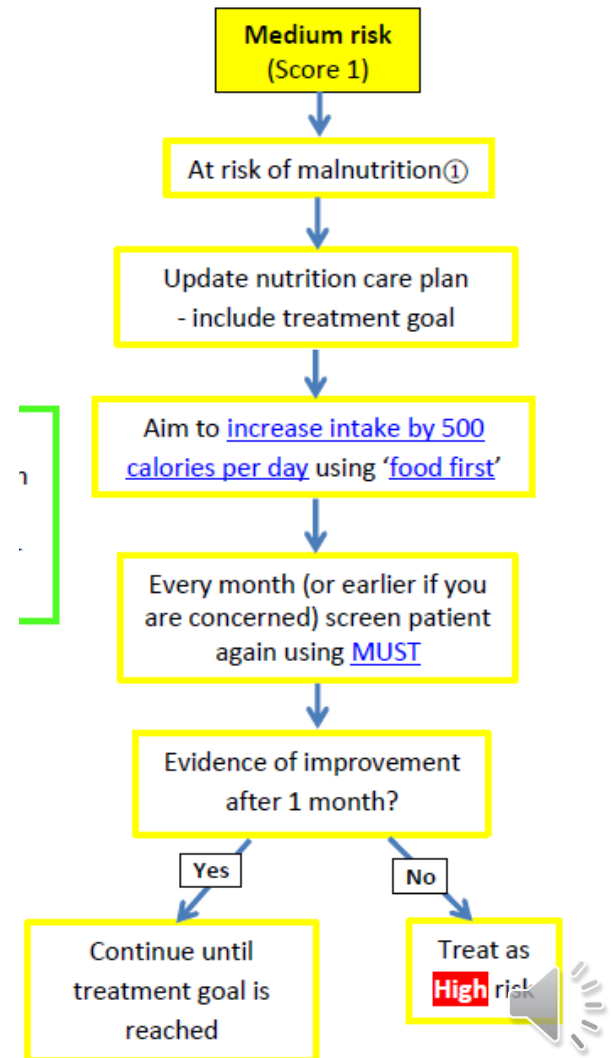 Medium risk
(Score 1)
At risk of malnutrition①
Update nutrition care plan
- include treatment goal
Aim to increase intake by 500
calories per day using ‘food first’
Every month (or earlier if you
are concerned) screen patient
again using MUST
Evidence of improvement
after 1 month?
Yes
No
Continue until
treatment goal is
reached
Treat as
High risk